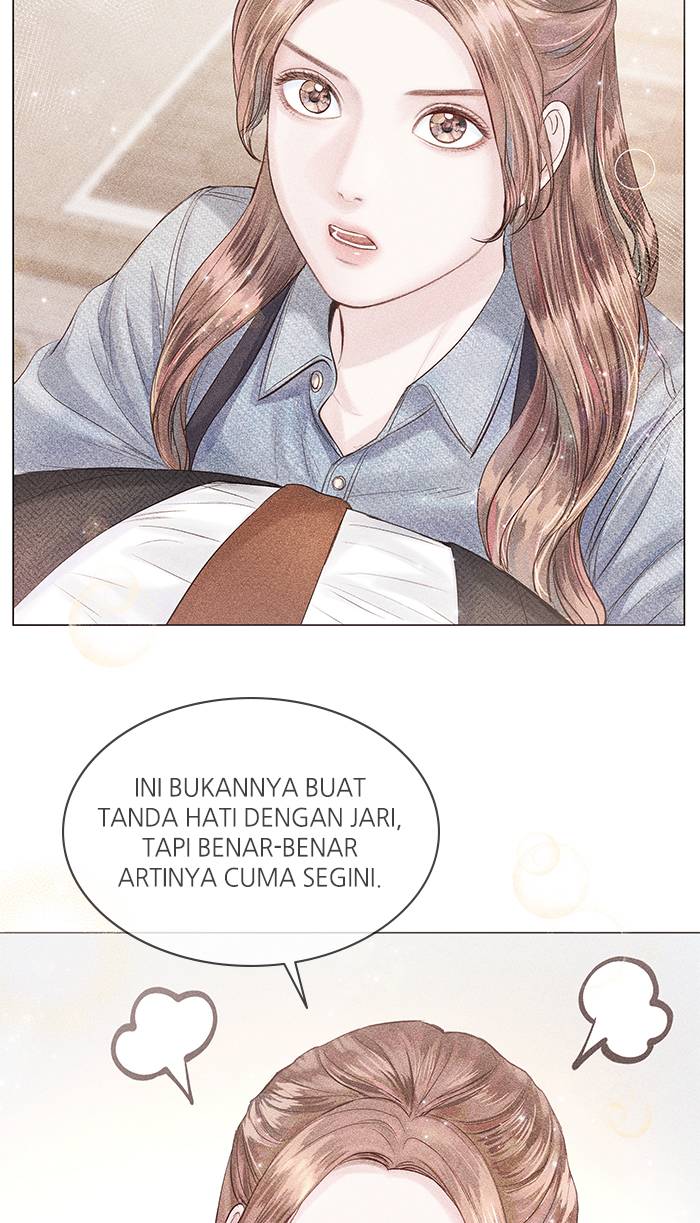 INI BUKANNYA BUAT
TANDA HATI DENGAN JARI,
TAPI BENAR-BENAR
ARTINYA CUMA SEGINI.